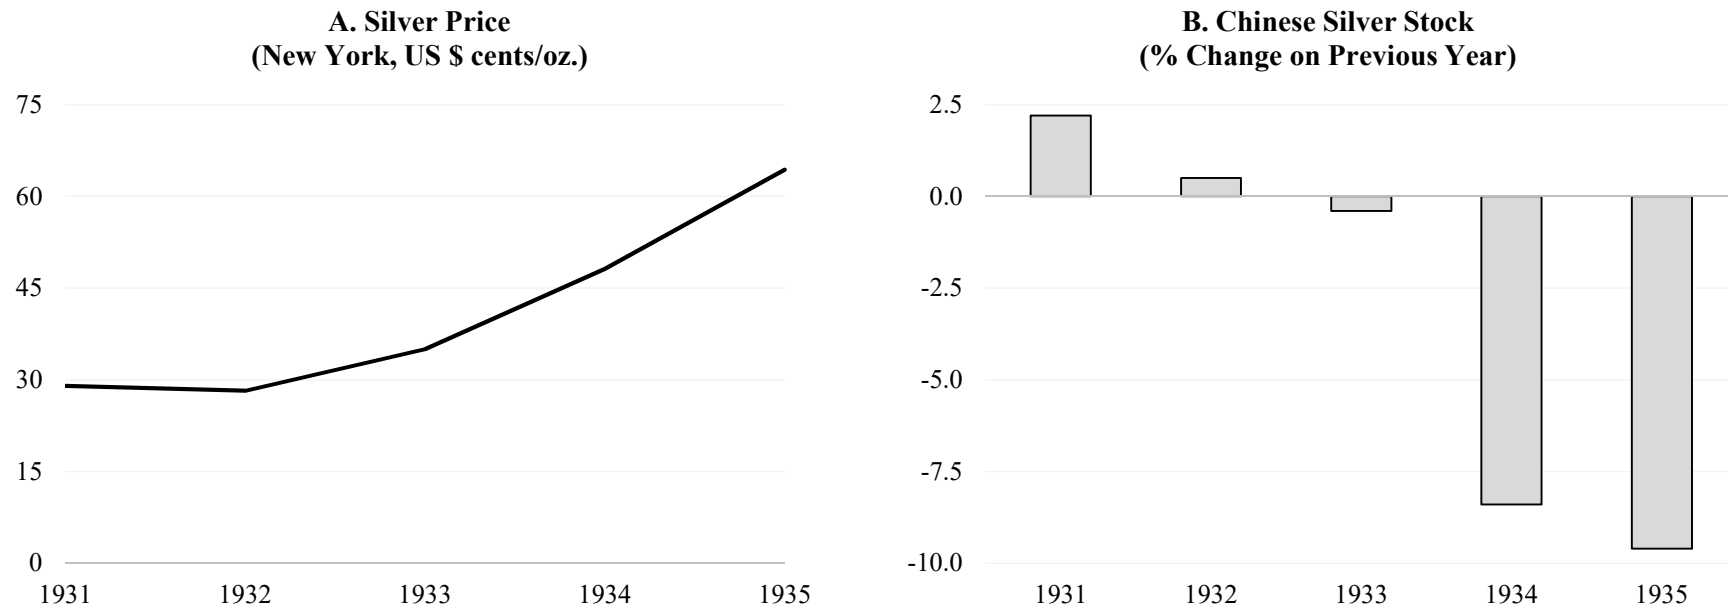 A. Silver Price
(New York, US $ cents/oz.)
75
60
45
30
15
0
1931 1932 1933 1934 1935
B. Chinese Silver Stock
(% Change on Previous Year)
2.5
0.0
-2.5
-5.0
-7.5
-10.0
1931 1932 1933 1934 1935